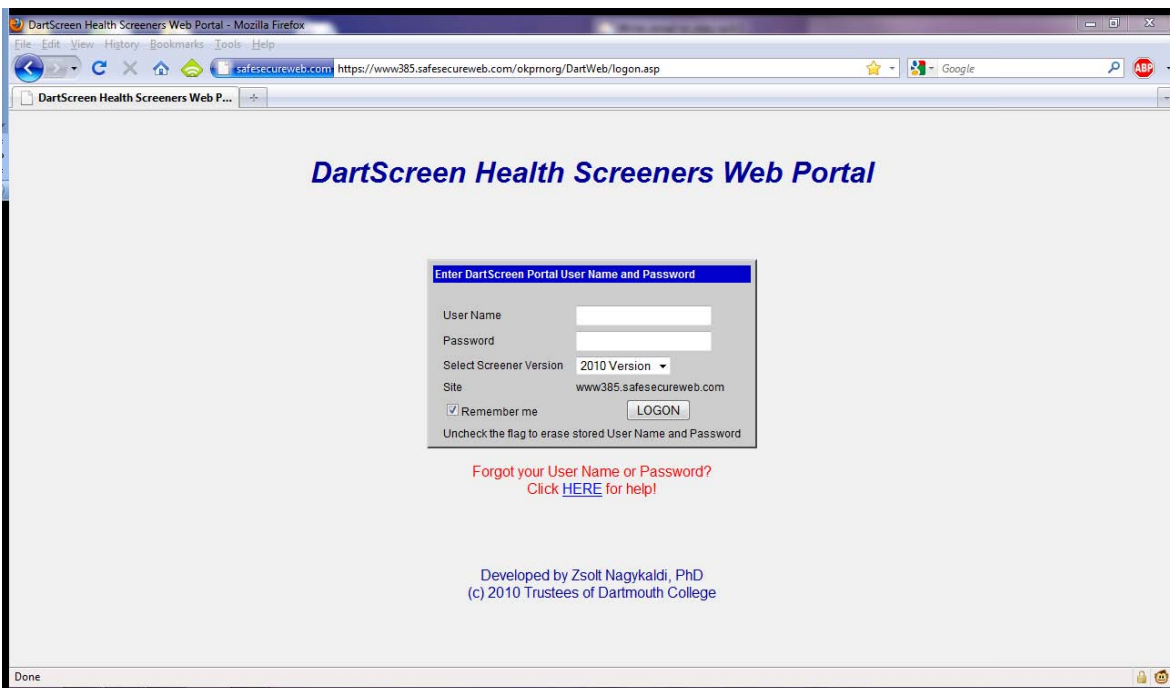 DartScreen Health Screeners Web Portal - Mozilla Firefox
File Edit View History Bookmarks Tools Help
safesecureweb.com https://www385.safesecureweb.com/okprnorg/DartWeb/logon.asp
Google
ABP
DartScreen Health Screeners Web P...
DartScreen Health Screeners Web Portal
Enter DartScreen Portal User Name and Password
User Name
Password
Select Screener Version 2010 Version
Site www385.safesecureweb.com
Remember me LOGON
Uncheck the flag to erase stored User Name and Password
Forgot your User Name or Password?
Click HERE for help!
Developed by Zsolt Nagykaldi, PhD
(c) 2010 Trustees of Dartmouth College
Done